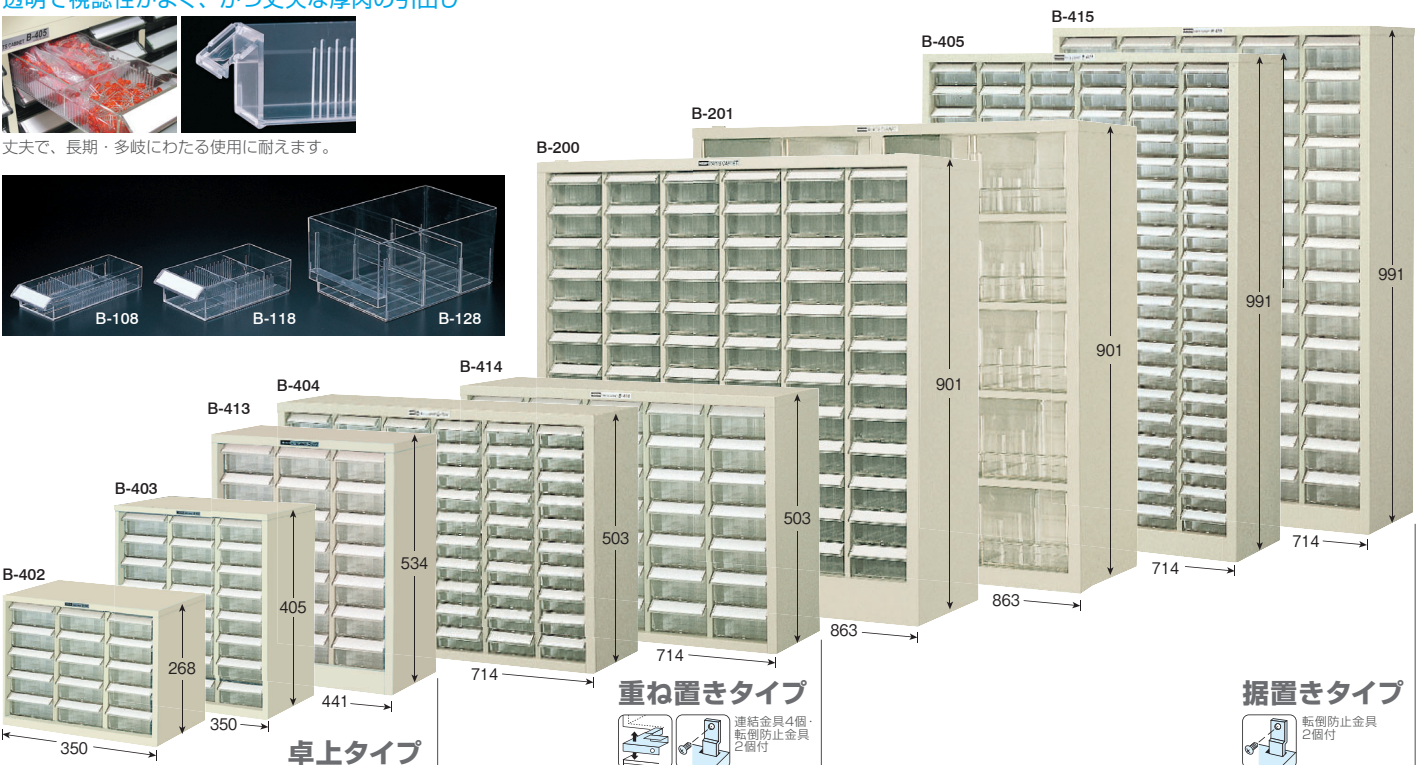 透明で視認性がよく、かつ丈夫な厚肉の引出し
B-405
丈夫で、長期・多岐にわたる使用に耐えます。
B-108
B-118
B-128
B-415
B-405
B-201
B-200
991
991
901
901
714
714
863
863
B-414
B-404
B-413
B-403
B-402
503
503
534
405
268
714
714
441
350
350
卓上タイプ
重ね置きタイプ
連結金具4個・
転倒防止金具
2個付
据置きタイプ
転倒防止金具
2個付